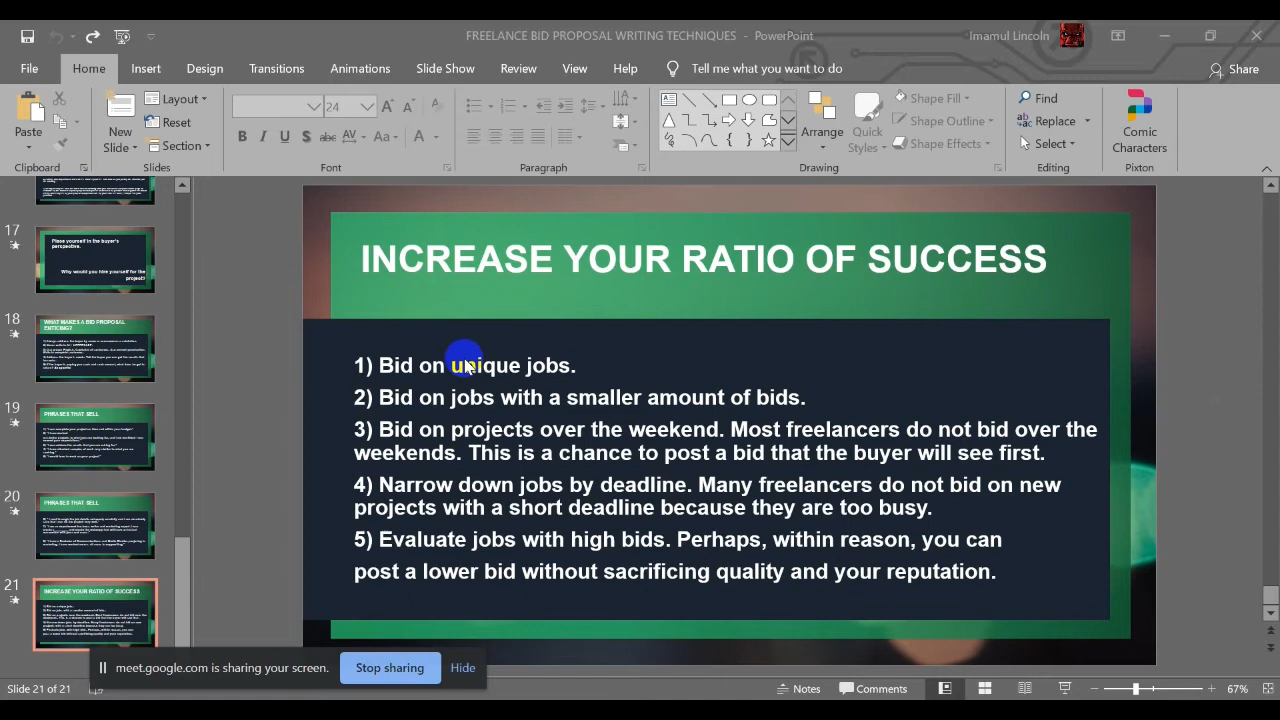 FREELANCE BID PROPOSAL WRITING TECHNIQUES - PowerPoint
Imamul Lincoln
File Home Insert Design Transitions Animations Slide Show Review View Help Tell me what you want to do Share
Paste
New Slide
Layout
Reset
Section
24
B I U S abc AV Aa A
Arrange
Quick Styles
Shape Fill
Shape Outline
Shape Effects
Find
Replace
Select
Comic Characters
Clipboard Slides Font Paragraph Drawing Editing Pixton
17
Place yourself in the buyer's
perspective.
Why would you hire yourself for the
project?
18
WHAT MAKES A BID PROPOSAL
ENTICING?
19
PHRASES THAT SELL
20
PHRASES THAT SELL
21
INCREASE YOUR RATIO OF SUCCESS
INCREASE YOUR RATIO OF SUCCESS
1) Bid on unique jobs.
2) Bid on jobs with a smaller amount of bids.
3) Bid on projects over the weekend. Most freelancers do not bid over the
weekends. This is a chance to post a bit that the buyer will see first.
4) Narrow down jobs by deadline. Many freelancers do not bid on new
projects with a short deadline because they are too busy.
5) Evaluate jobs with high bids. Perhaps, within reason, you can
post a lower bid without sacrificing quality and your reputation.
meet.google.com is sharing your screen. Stop sharing Hide
Slide 21 of 21 Notes Comments 67%